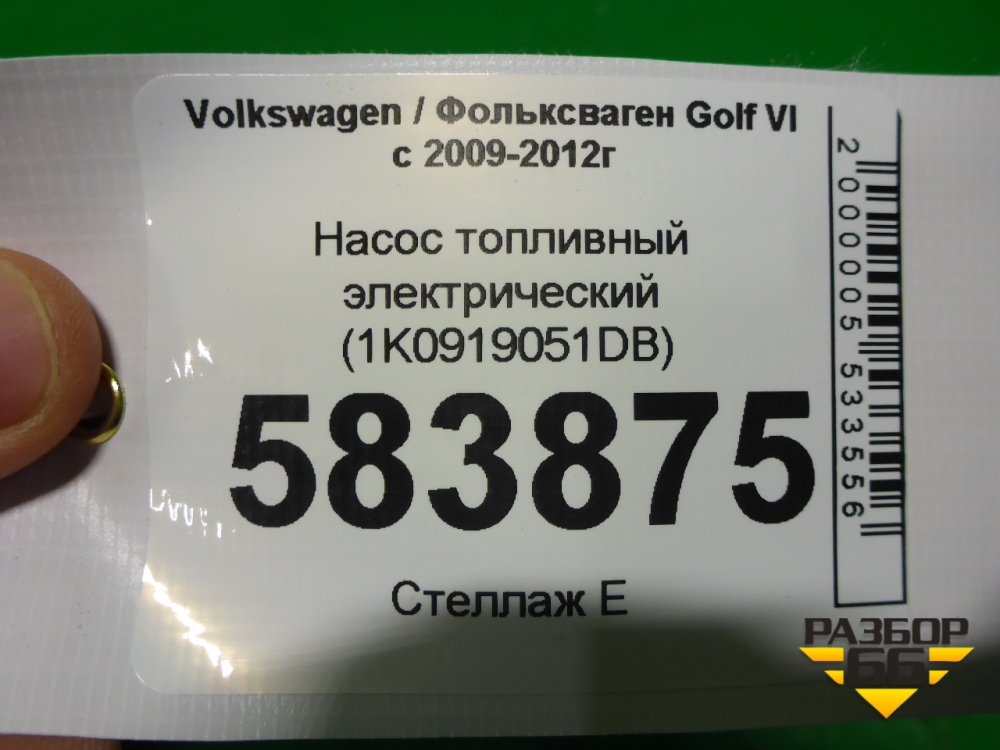 Volkswagen / Фольксваген Golf VI
с 2009-2012г
Насос топливный
электрический
(1K0919051DB)
583875
Стеллаж Е
2000005533556
РАЗБОР
66